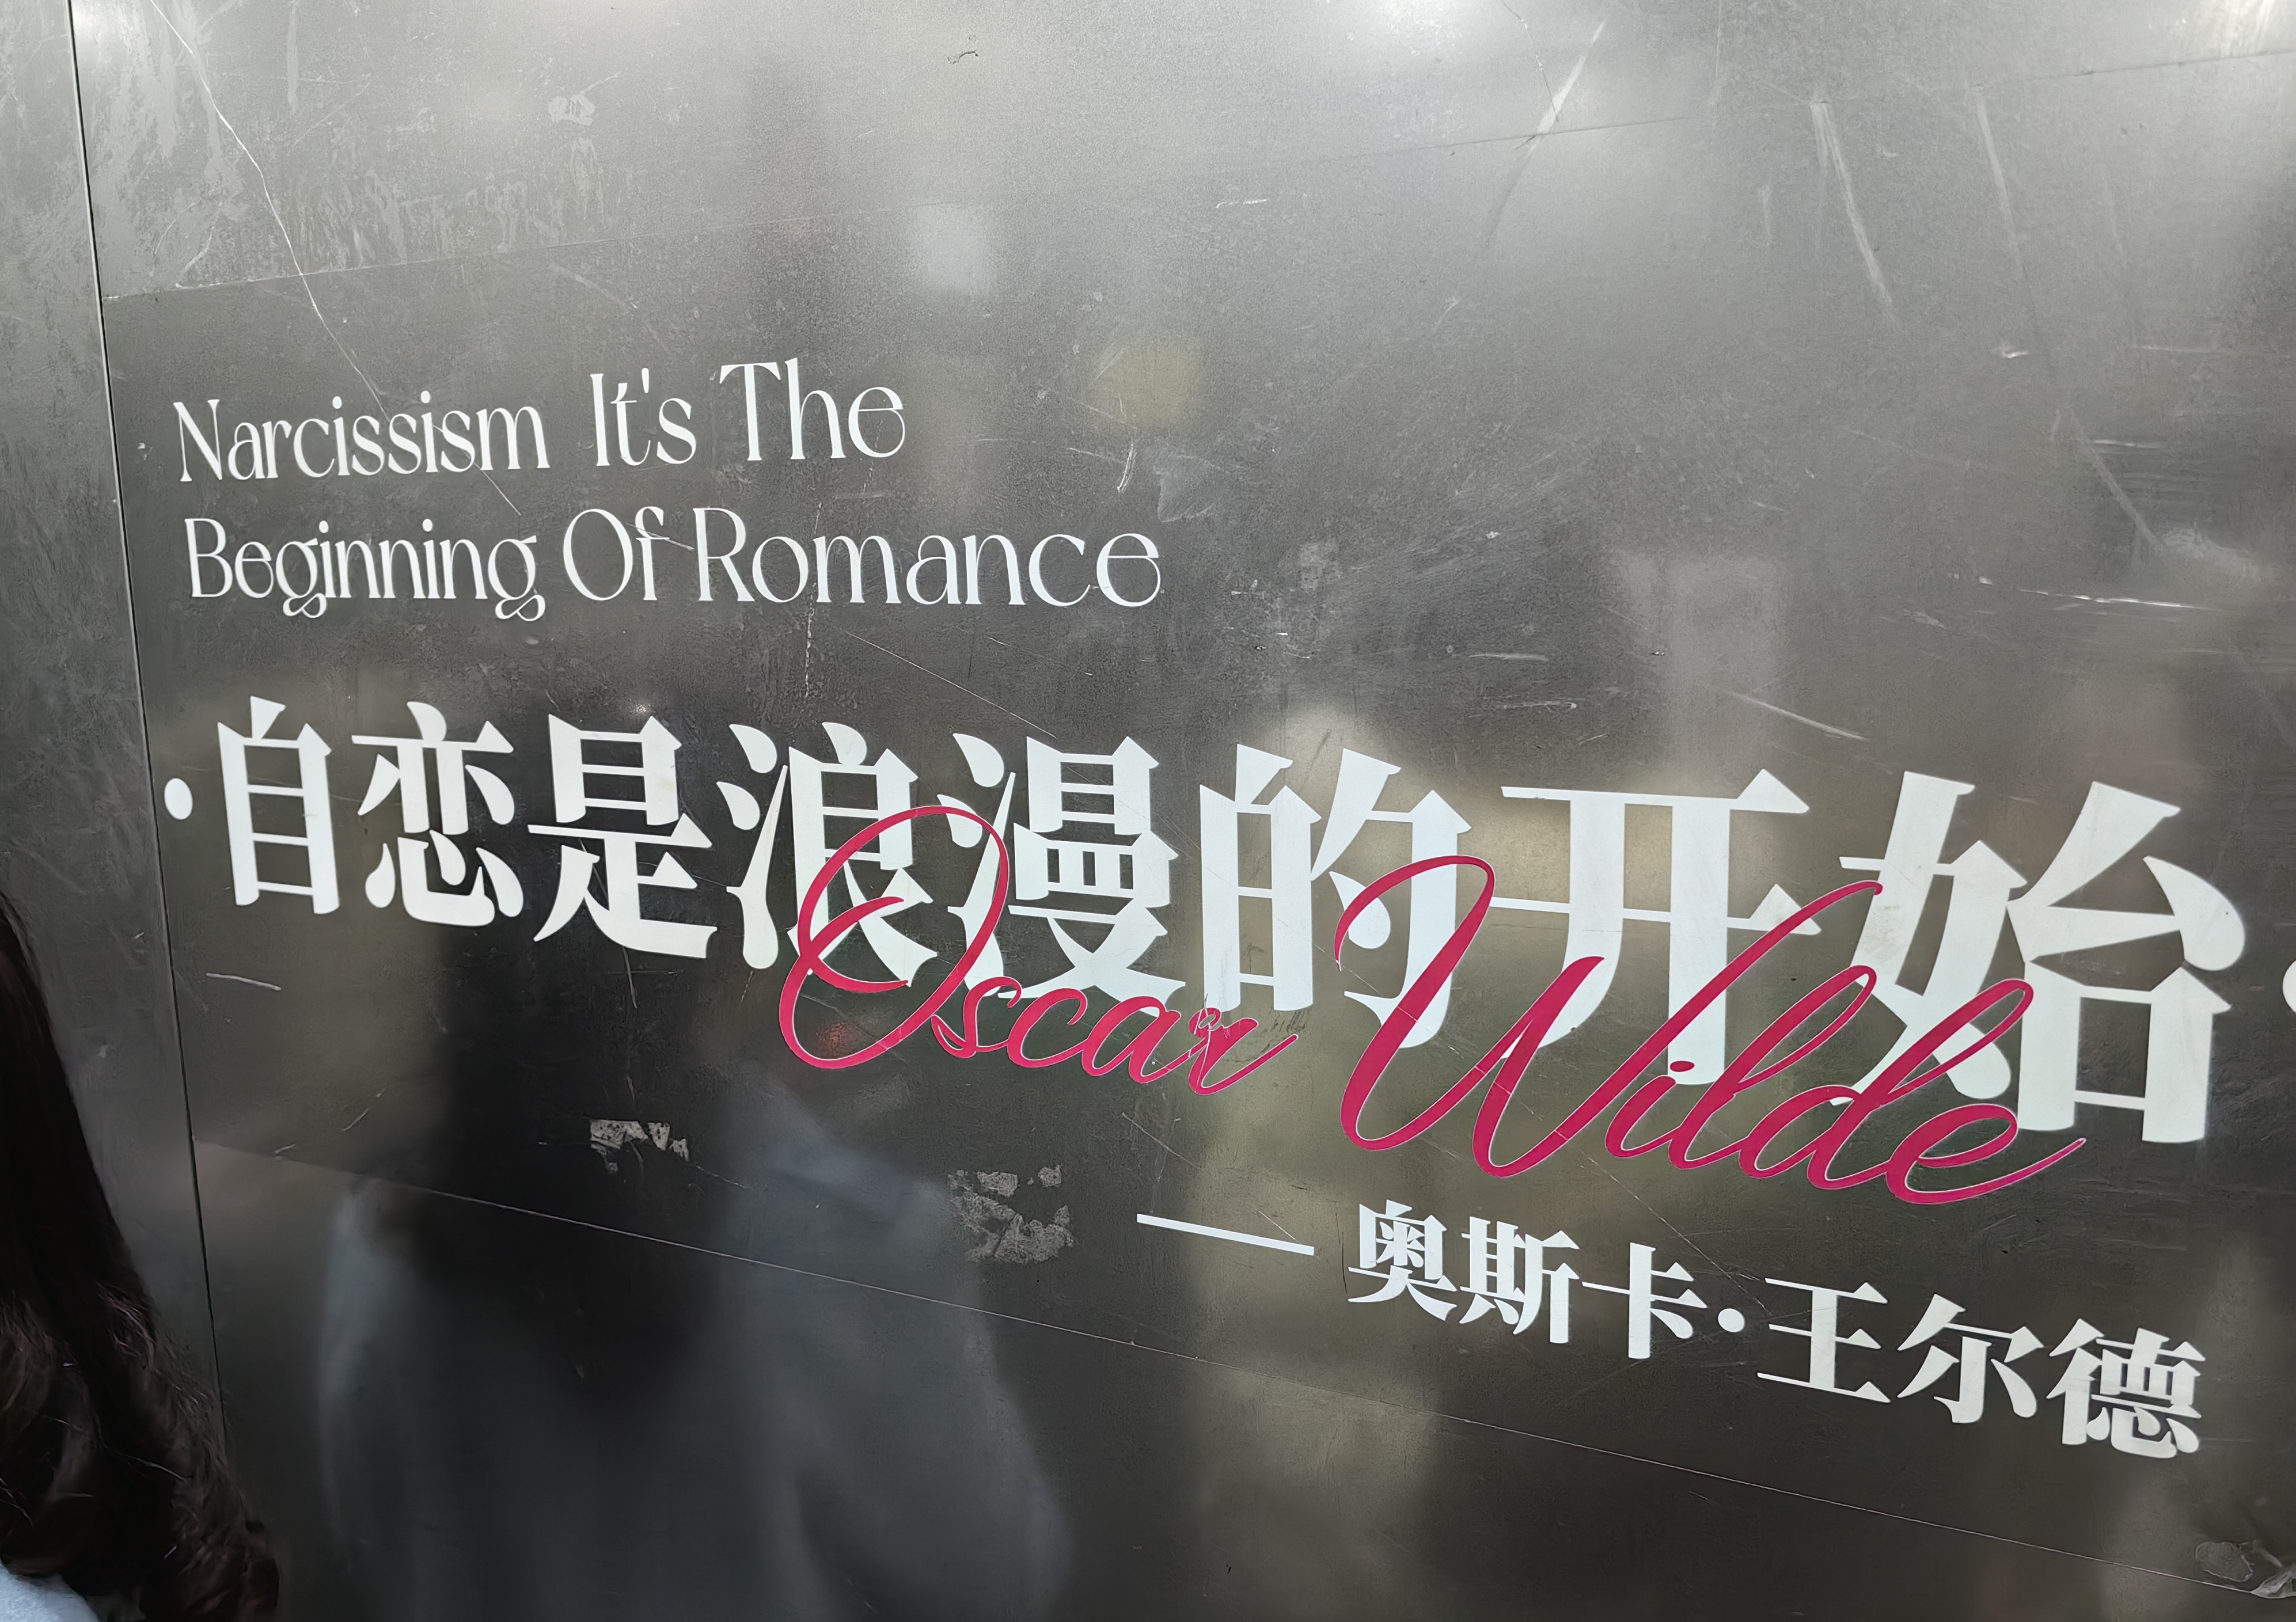 Narcissism It's The
Beginning Of Romance
·自恋是浪漫的开始·
Oscar Wilde
— 奥斯卡·王尔德